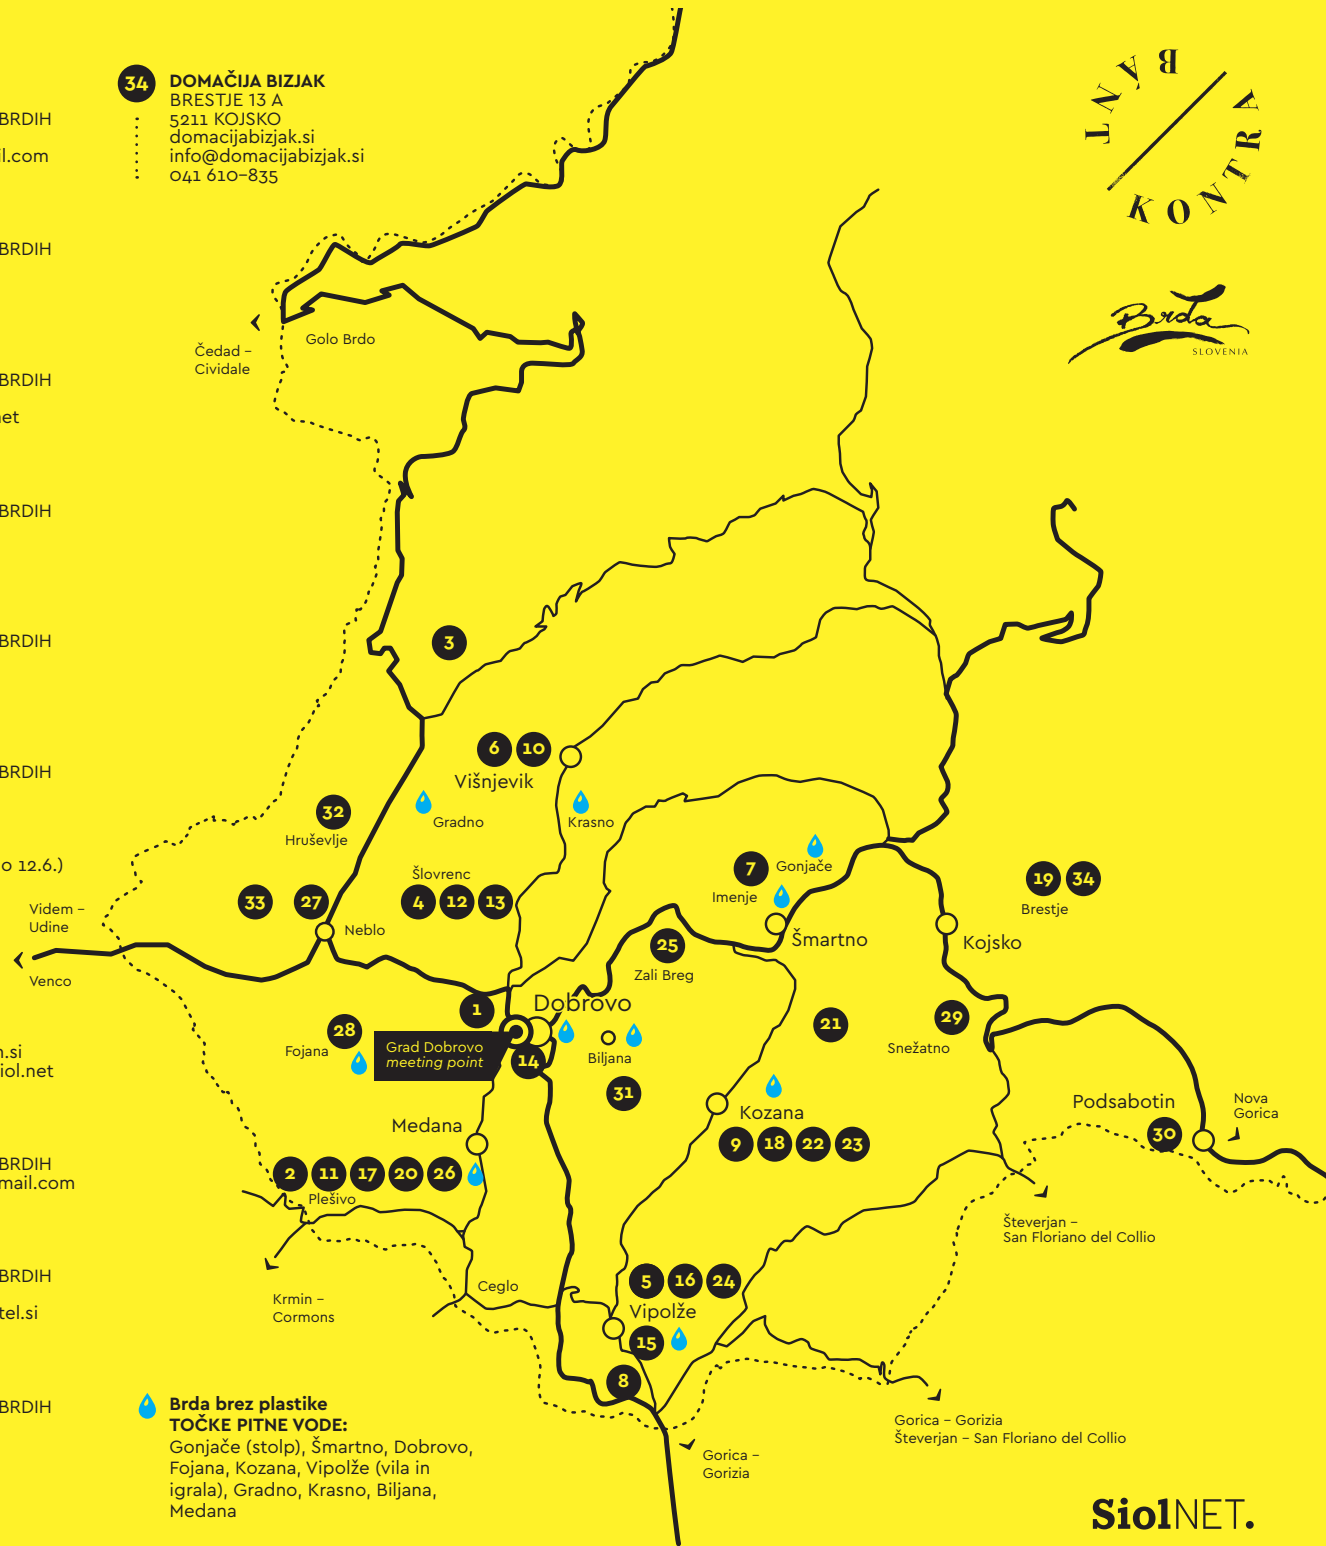 BRDIH
il.com
BRDIH
BRDIH
net
BRDIH
BRDIH
BRDIH
o 12.6.)
n.si
iol.net
BRDIH
mail.com
BRDIH
tel.si
BRDIH
34 DOMAČIJA BIZJAK
BRESTJE 13 A
5211 KOJSKO
domacijabizjak.si
info@domacijabizjak.si
041 610-835
KONTRA
BANT
Brda
SLOVENIA
Čedad –
Cividale
Golo Brdo
3
6 10
Višnjevik
32
Hruševlje
Gradno
Krasno
33 27
Neblo
Šlovrenc
4 12 13
7
Gonjače
Imenje
Šmartno
19 34
Brestje
Kojsko
Videm –
Udine
Venco
25
Zali Breg
1
Dobrovo
28
Fojana
Grad Dobrovo
meeting point
14
Biljana
31
21
29
Snežatno
Medana
2 11 17 20 26
Plešivo
Kozana
9 18 22 23
Podsabotin
30
Nova
Gorica
Števerjan –
San Floriano del Collio
Krmin –
Cormons
Ceglo
5 16 24
Vipolže
15
8
Gorica – Gorizia
Števerjan – San Floriano del Collio
Gorica –
Gorizia
Brda brez plastike
TOČKE PITNE VODE:
Gonjače (stolp), Šmartno, Dobrovo,
Fojana, Kozana, Vipolže (vila in
igrala), Gradno, Krasno, Biljana,
Medana
SiolNET.